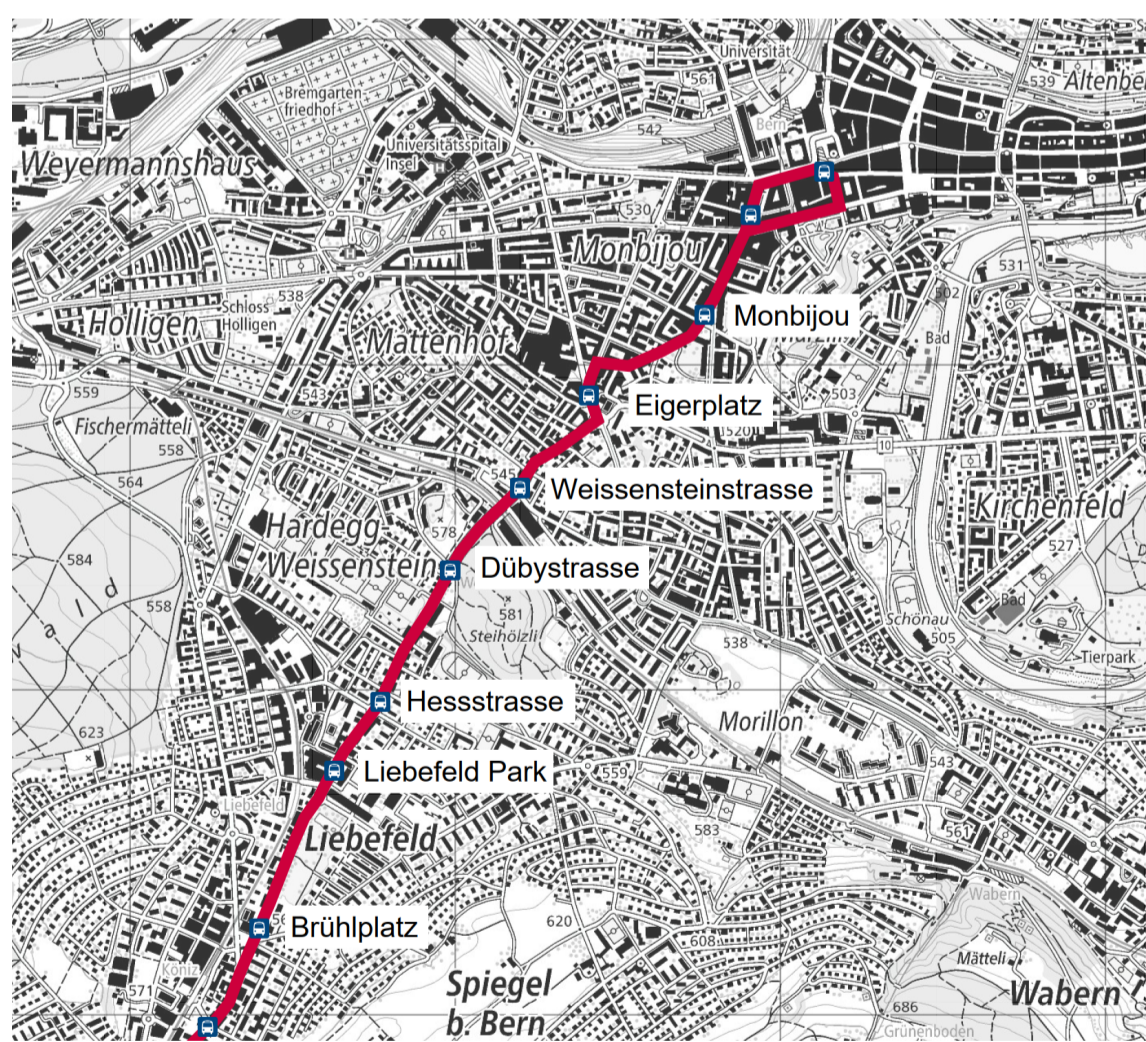 Universität
561
539
Altenbe
Bremgarten-
friedhof
Bern
542
Universitätsspital
Insel
Weyermannshaus
530
Monbijou
531
502
538
Schloss
Holligen
Holligen
Monbijou
Mattenhof
Bad
559
543
503
Eigerplatz
Fischermätteli
520
10
558
564
545
Weissensteinstrasse
Kirchenfeld
Hardegg
578
527
584
Weissenstein
Dübystrasse
558
581
Bad
v a l d
Steihölzli
Schönau
505
538
Tierpark
Hessstrasse
623
Morillon
Liebefeld Park
559
543
Liebefeld
583
561
Liebefeld
Wabern
56
Brühlplatz
620
608
Köniz
Mätteli
571
Spiegel
b. Bern
Wabern
686
Grünenboden